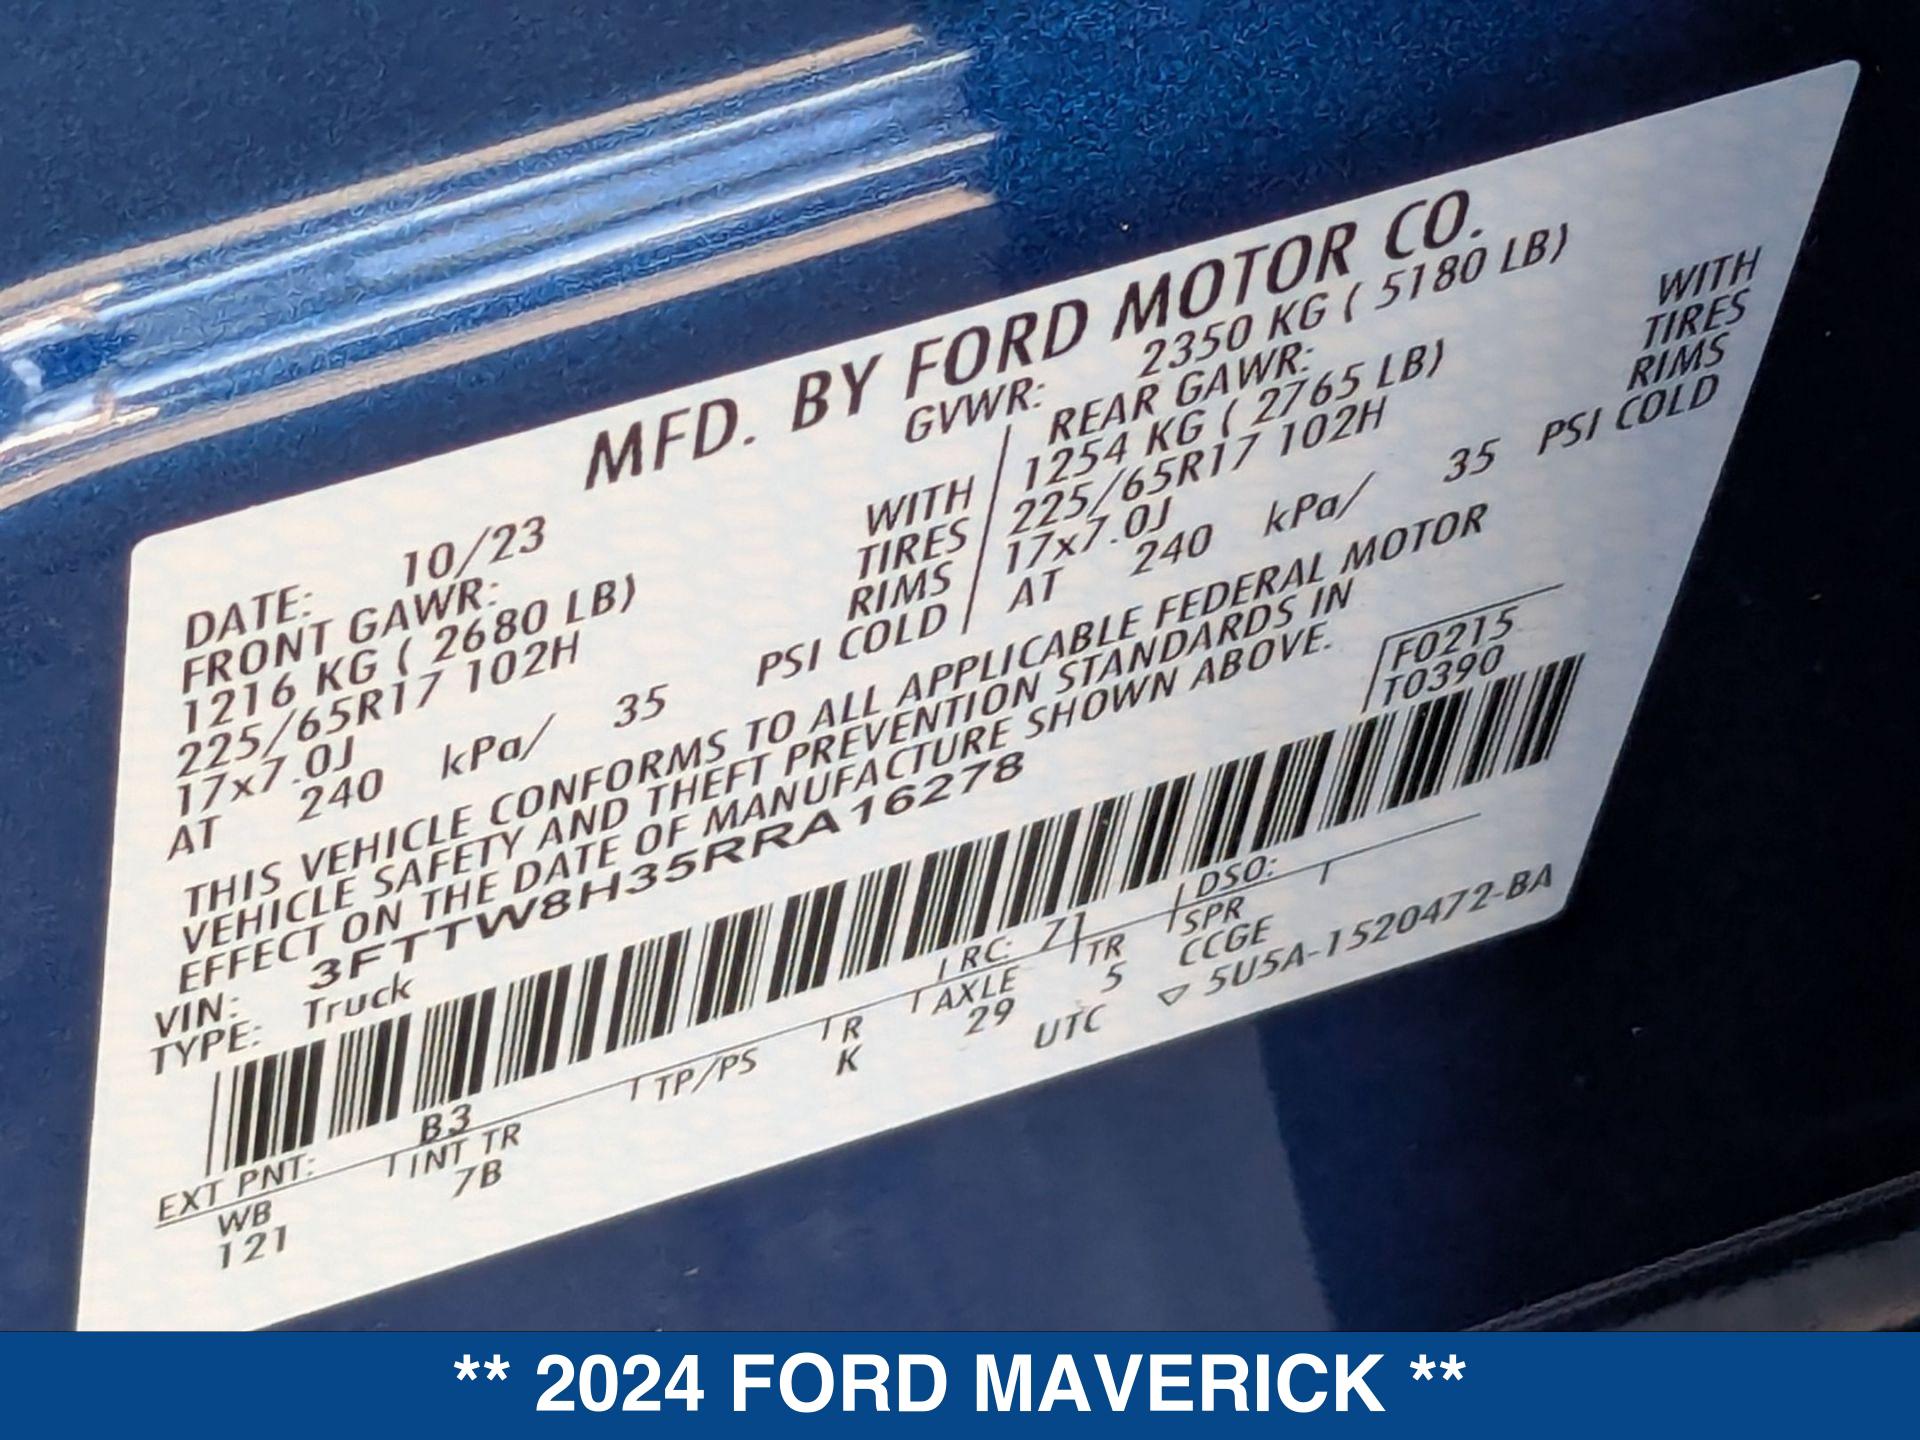 MFD. BY FORD MOTOR CO.
DATE: 10/23 GVWR: 2350 KG ( 5180 LB)
FRONT GAWR: REAR GAWR:
1216 KG ( 2680 LB) WITH 1254 KG ( 2765 LB) WITH
225/65R17 102H TIRES 225/65R17 102H TIRES
17x7.0J RIMS 17x7.0J RIMS
AT 240 kPa/ 35 PSI COLD AT 240 kPa/ 35 PSI COLD
THIS VEHICLE CONFORMS TO ALL APPLICABLE FEDERAL MOTOR
VEHICLE SAFETY AND THEFT PREVENTION STANDARDS IN
EFFECT ON THE DATE OF MANUFACTURE SHOWN ABOVE.
VIN: 3FTTW8H35RRA16278
F0215
TYPE: Truck
T0390
EXT PNT: B3 RC: 71 DSO:
WB INT TR TP/PS R AXLE TR SPR
121 7B K 29 5 CCGE
UTC ▽ 5U5A-1520472-BA
** 2024 FORD MAVERICK **